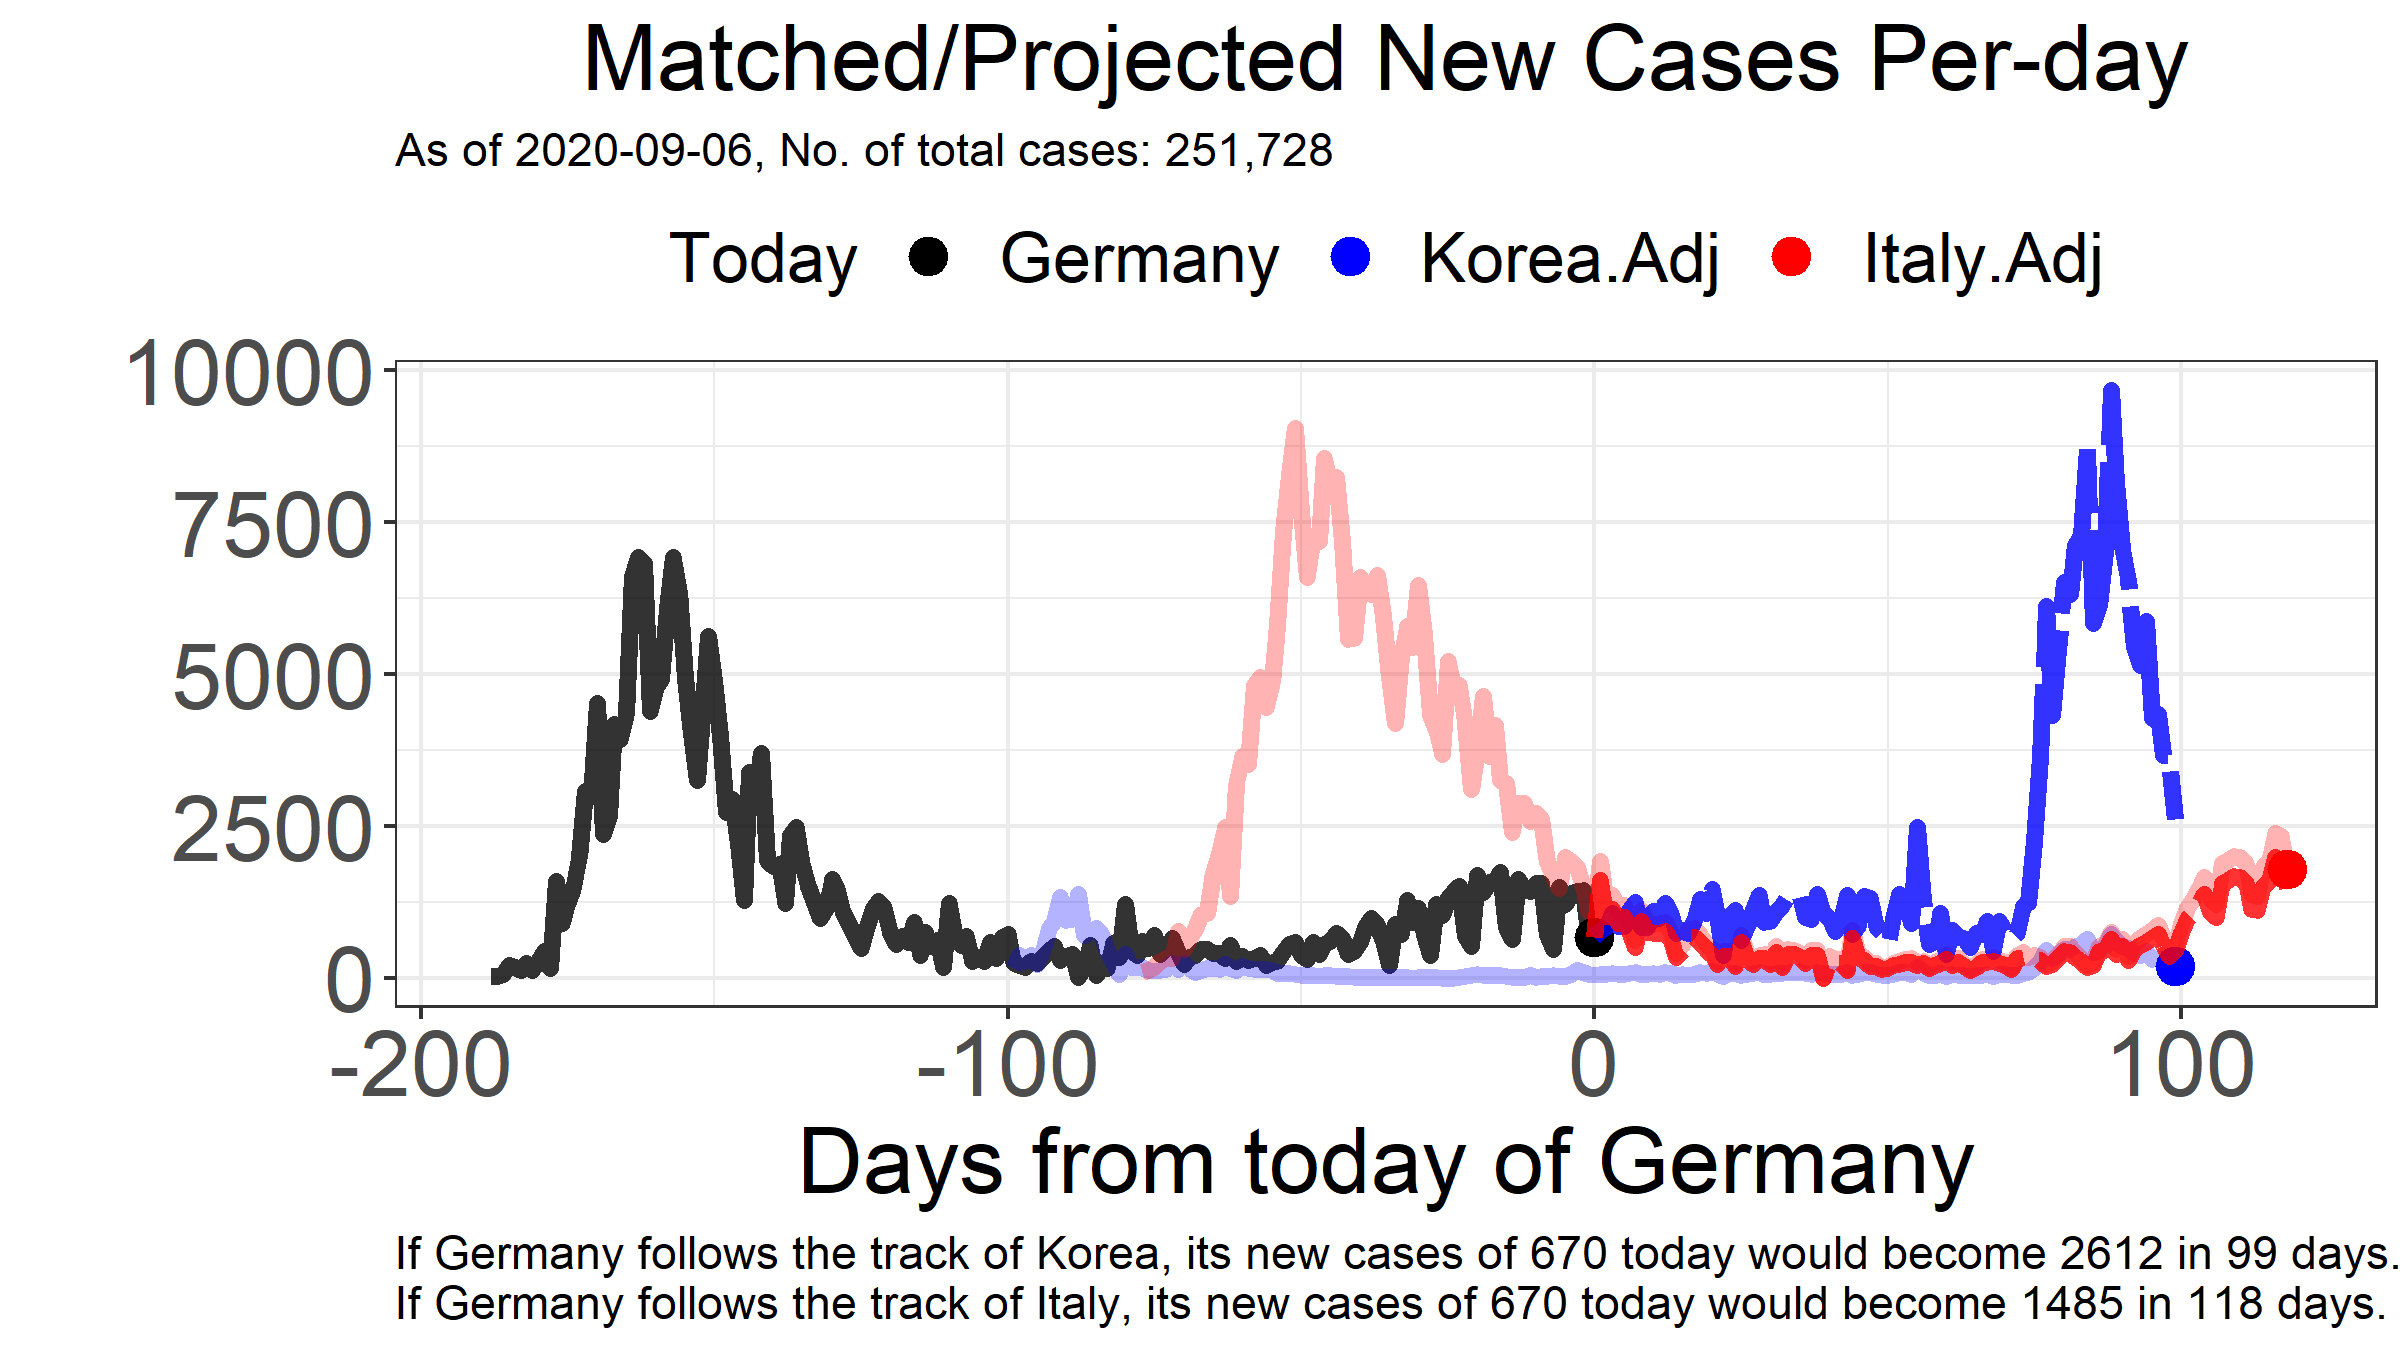 Matched/Projected New Cases Per-day
As of 2020-09-06, No. of total cases: 251,728
Today Germany Korea.Adj Italy.Adj
10000
7500
5000
2500
0
-200 -100 0 100
Days from today of Germany
If Germany follows the track of Korea, its new cases of 670 today would become 2612 in 99 days.
If Germany follows the track of Italy, its new cases of 670 today would become 1485 in 118 days.